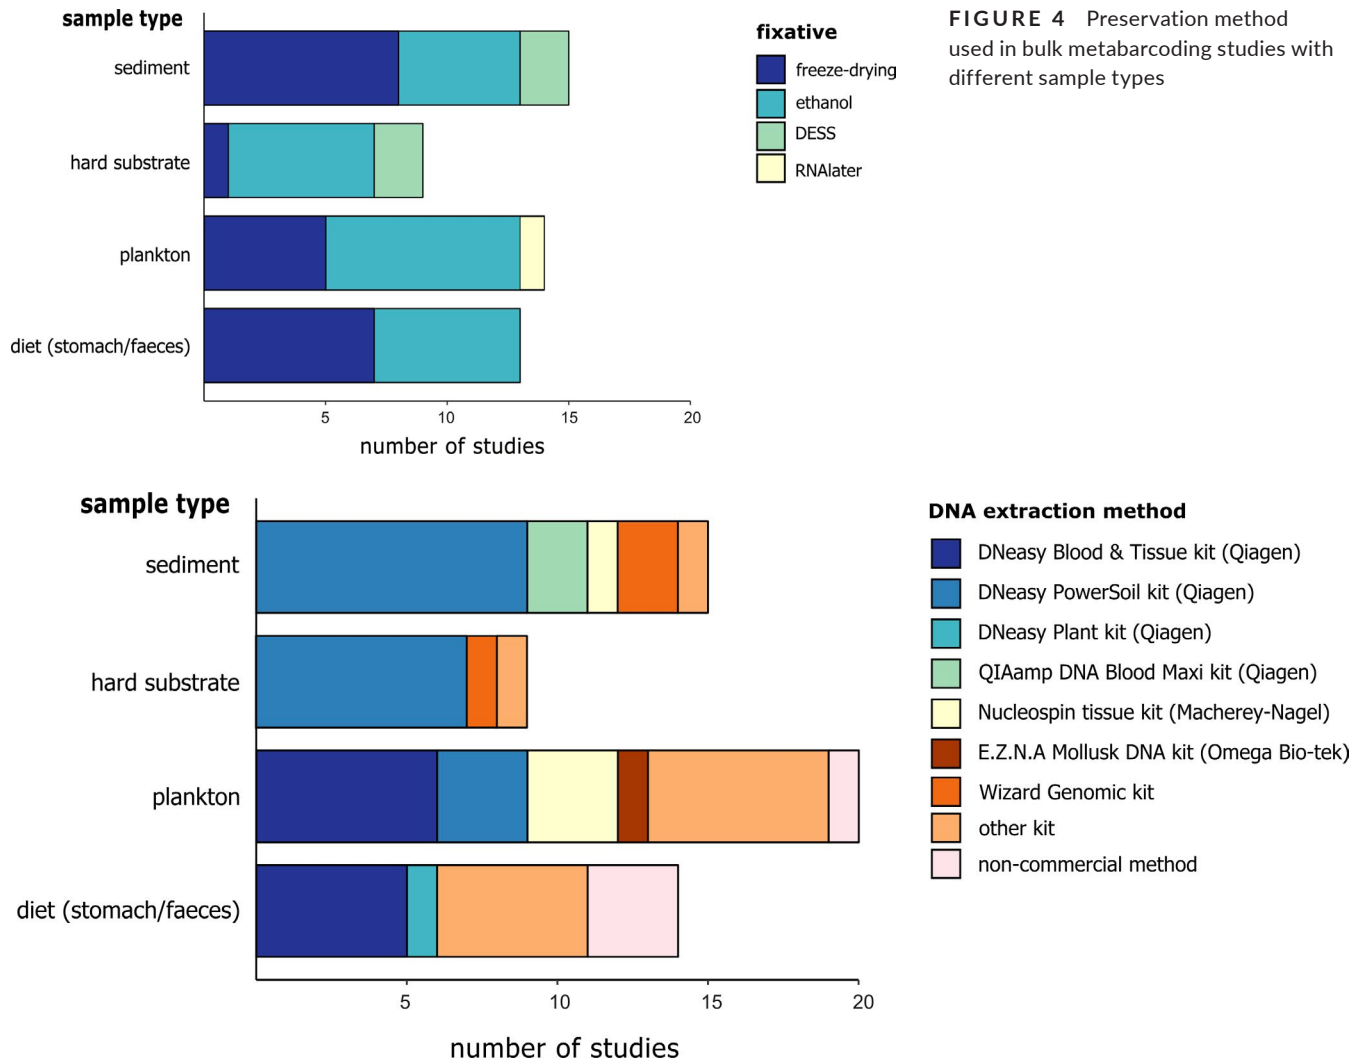 sample type
sediment
hard substrate
plankton
diet (stomach/faeces)
5
10
15
20
number of studies
fixative
freeze-drying
ethanol
DESS
RNAlater
FIGURE 4 Preservation method
used in bulk metabarcoding studies with
different sample types
sample type
sediment
hard substrate
plankton
diet (stomach/faeces)
5
10
15
20
number of studies
DNA extraction method
DNeasy Blood & Tissue kit (Qiagen)
DNeasy PowerSoil kit (Qiagen)
DNeasy Plant kit (Qiagen)
QIAamp DNA Blood Maxi kit (Qiagen)
Nucleospin tissue kit (Macherey-Nagel)
E.Z.N.A Mollusk DNA kit (Omega Bio-tek)
Wizard Genomic kit
other kit
non-commercial method